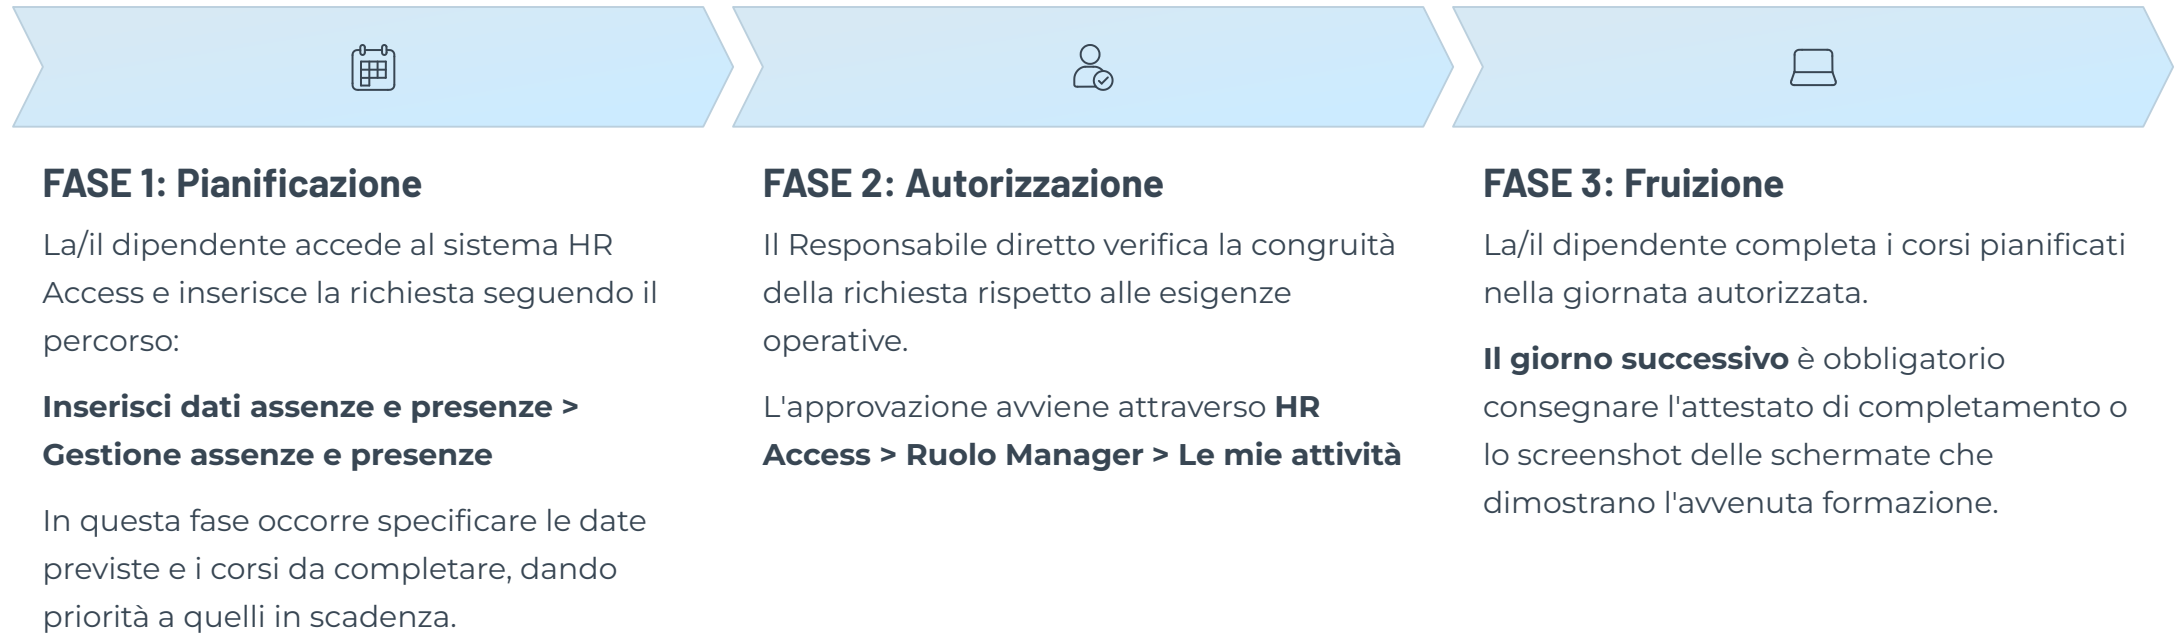 FASE 1: Pianificazione
La/il dipendente accede al sistema HR
Access e inserisce la richiesta seguendo il
percorso:
Inserisci dati assenze e presenze >
Gestione assenze e presenze
In questa fase occorre specificare le date
previste e i corsi da completare, dando
priorità a quelli in scadenza.
FASE 2: Autorizzazione
Il Responsabile diretto verifica la congruità
della richiesta rispetto alle esigenze
operative.
L'approvazione avviene attraverso HR
Access > Ruolo Manager > Le mie attività
FASE 3: Fruizione
La/il dipendente completa i corsi pianificati
nella giornata autorizzata.
Il giorno successivo è obbligatorio
consegnare l'attestato di completamento o
lo screenshot delle schermate che
dimostrano l'avvenuta formazione.